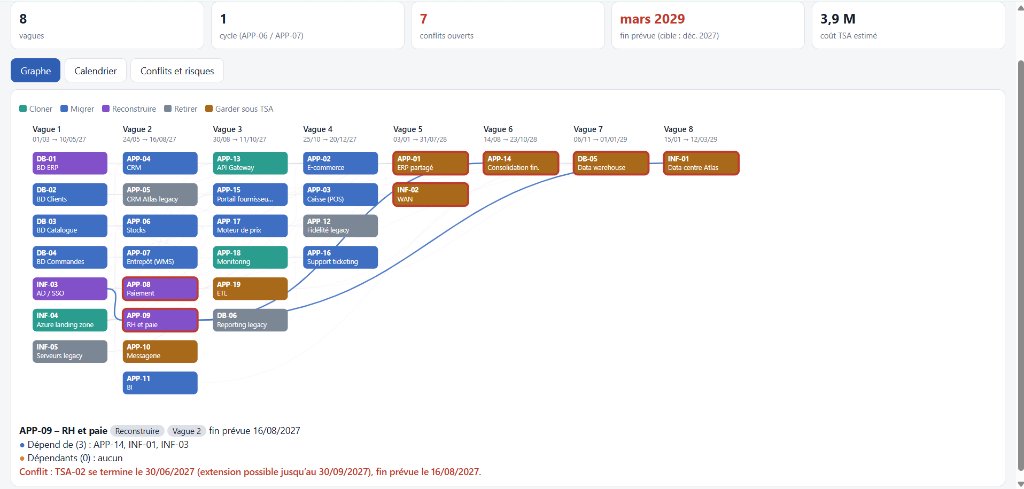 8
vagues
1
cycle (APP-06 / APP-07)
7
conflits ouverts
mars 2029
fin prévue (cible : déc. 2027)
3,9 M
coût TSA estimé
Graphe
Calendrier
Conflits et risques
Cloner
Migrer
Reconstruire
Retirer
Garder sous TSA
Vague 1
01/03 → 10/05/27
DB-01
BD ERP
DB-02
BD Clients
DB-03
BD Catalogue
DB-04
BD Commandes
INF-03
AD / SSO
INF-04
Azure landing zone
INF-05
Serveurs legacy
Vague 2
24/05 → 16/08/27
APP-04
CRM
APP-05
CRM Atlas legacy
APP-06
Stocks
APP-07
Entrepôt (WMS)
APP-08
Paiement
APP-09
RH et paie
APP-10
Messagerie
APP-11
BI
Vague 3
30/08 → 11/10/27
APP-13
API Gateway
APP-15
Portail fournisseu...
APP-17
Moteur de prix
APP-18
Monitoring
APP-19
ETL
DB-06
Reporting legacy
Vague 4
25/10 → 20/12/27
APP-02
E-commerce
APP-03
Caisse (POS)
APP-12
Fidélité legacy
APP-16
Support ticketing
Vague 5
03/01 → 31/07/28
APP-01
ERP partagé
INF-02
WAN
Vague 6
14/08 → 23/10/28
APP-14
Consolidation fin.
Vague 7
06/11 → 01/01/29
DB-05
Data warehouse
Vague 8
15/01 → 12/03/29
INF-01
Data centre Atlas
APP-09 – RH et paie Reconstruire Vague 2 fin prévue 16/08/2027
Dépend de (3) : APP-14, INF-01, INF-03
Dépendants (0) : aucun
Conflit : TSA-02 se termine le 30/06/2027 (extension possible jusqu'au 30/09/2027), fin prévue le 16/08/2027.